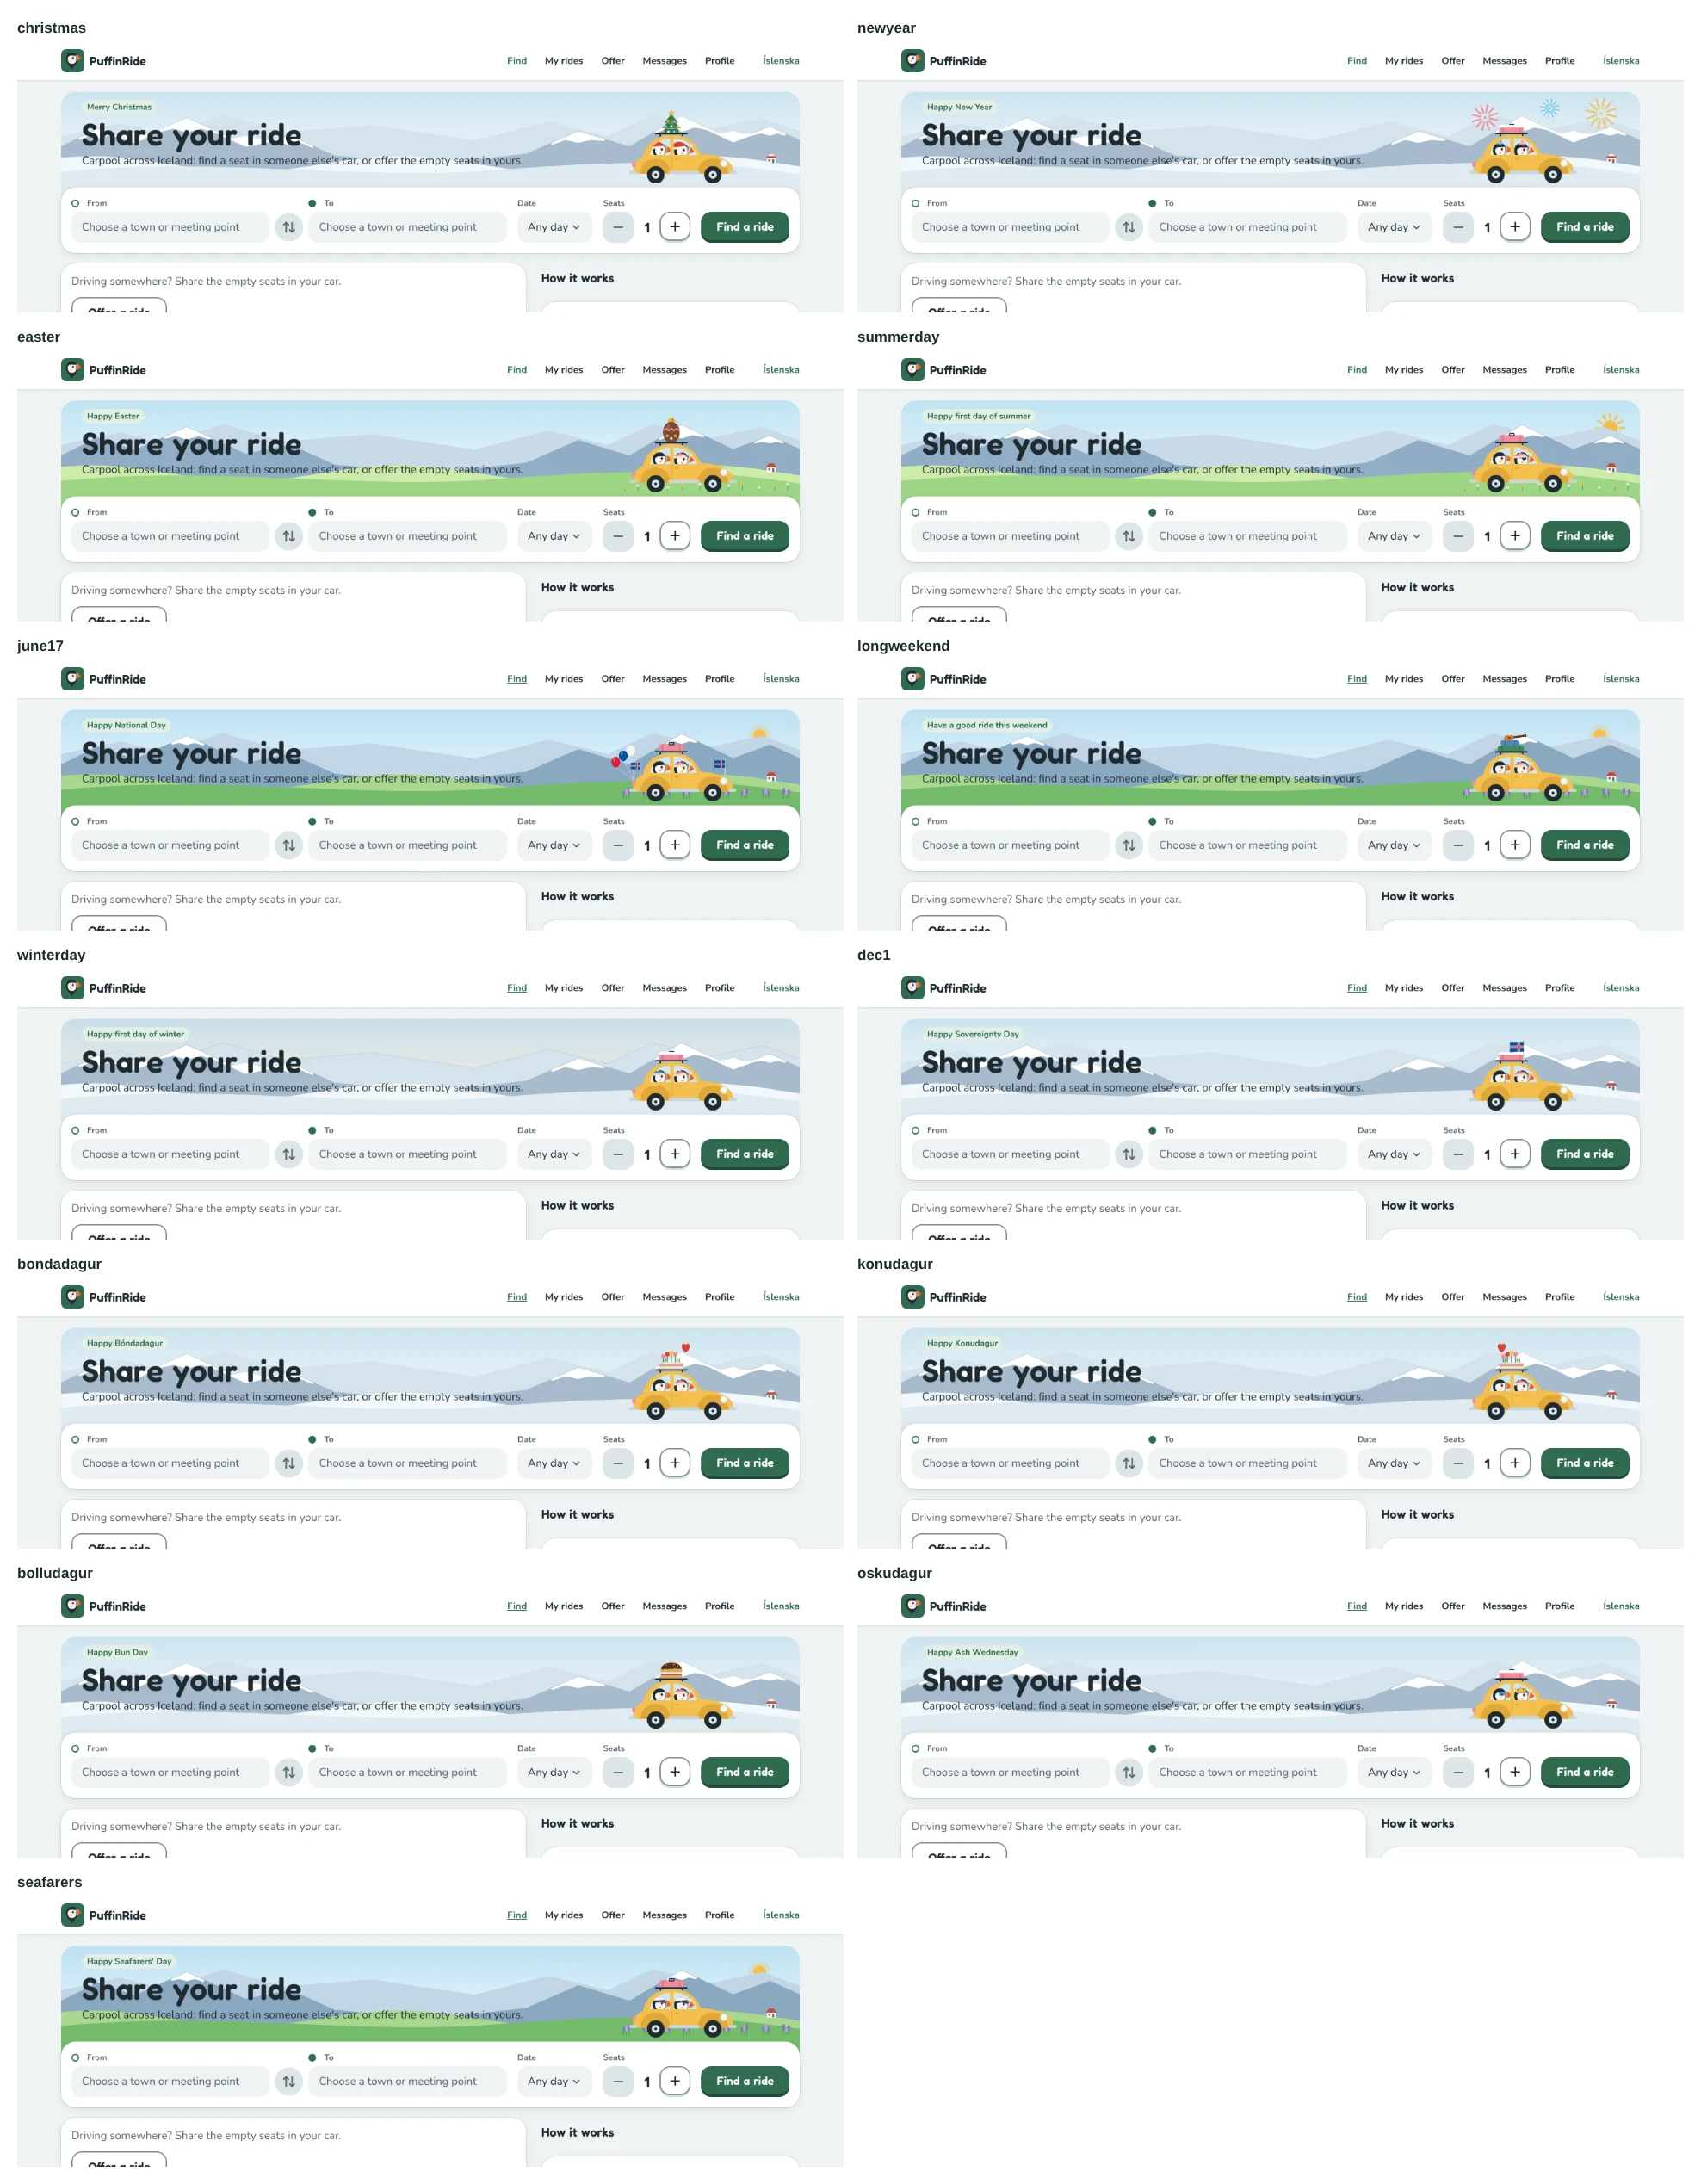 christmas
PuffinRide Find My rides Offer Messages Profile Íslenska
Merry Christmas
Share your ride
Carpool across Iceland: find a seat in someone else's car, or offer the empty seats in yours.
From To Date Seats
Choose a town or meeting point Choose a town or meeting point Any day 1 Find a ride
Driving somewhere? Share the empty seats in your car. How it works
Offer a ride
newyear
PuffinRide Find My rides Offer Messages Profile Íslenska
Happy New Year
Share your ride
Carpool across Iceland: find a seat in someone else's car, or offer the empty seats in yours.
From To Date Seats
Choose a town or meeting point Choose a town or meeting point Any day 1 Find a ride
Driving somewhere? Share the empty seats in your car. How it works
Offer a ride
easter
PuffinRide Find My rides Offer Messages Profile Íslenska
Happy Easter
Share your ride
Carpool across Iceland: find a seat in someone else's car, or offer the empty seats in yours.
From To Date Seats
Choose a town or meeting point Choose a town or meeting point Any day 1 Find a ride
Driving somewhere? Share the empty seats in your car. How it works
Offer a ride
summerday
PuffinRide Find My rides Offer Messages Profile Íslenska
Happy first day of summer
Share your ride
Carpool across Iceland: find a seat in someone else's car, or offer the empty seats in yours.
From To Date Seats
Choose a town or meeting point Choose a town or meeting point Any day 1 Find a ride
Driving somewhere? Share the empty seats in your car. How it works
Offer a ride
june17
PuffinRide Find My rides Offer Messages Profile Íslenska
Happy National Day
Share your ride
Carpool across Iceland: find a seat in someone else's car, or offer the empty seats in yours.
From To Date Seats
Choose a town or meeting point Choose a town or meeting point Any day 1 Find a ride
Driving somewhere? Share the empty seats in your car. How it works
Offer a ride
longweekend
PuffinRide Find My rides Offer Messages Profile Íslenska
Have a good ride this weekend
Share your ride
Carpool across Iceland: find a seat in someone else's car, or offer the empty seats in yours.
From To Date Seats
Choose a town or meeting point Choose a town or meeting point Any day 1 Find a ride
Driving somewhere? Share the empty seats in your car. How it works
Offer a ride
winterday
PuffinRide Find My rides Offer Messages Profile Íslenska
Happy first day of winter
Share your ride
Carpool across Iceland: find a seat in someone else's car, or offer the empty seats in yours.
From To Date Seats
Choose a town or meeting point Choose a town or meeting point Any day 1 Find a ride
Driving somewhere? Share the empty seats in your car. How it works
Offer a ride
dec1
PuffinRide Find My rides Offer Messages Profile Íslenska
Happy Sovereignty Day
Share your ride
Carpool across Iceland: find a seat in someone else's car, or offer the empty seats in yours.
From To Date Seats
Choose a town or meeting point Choose a town or meeting point Any day 1 Find a ride
Driving somewhere? Share the empty seats in your car. How it works
Offer a ride
bondadagur
PuffinRide Find My rides Offer Messages Profile Íslenska
Happy Bóndadagur
Share your ride
Carpool across Iceland: find a seat in someone else's car, or offer the empty seats in yours.
From To Date Seats
Choose a town or meeting point Choose a town or meeting point Any day 1 Find a ride
Driving somewhere? Share the empty seats in your car. How it works
Offer a ride
konudagur
PuffinRide Find My rides Offer Messages Profile Íslenska
Happy Konudagur
Share your ride
Carpool across Iceland: find a seat in someone else's car, or offer the empty seats in yours.
From To Date Seats
Choose a town or meeting point Choose a town or meeting point Any day 1 Find a ride
Driving somewhere? Share the empty seats in your car. How it works
Offer a ride
bolludagur
PuffinRide Find My rides Offer Messages Profile Íslenska
Happy Bun Day
Share your ride
Carpool across Iceland: find a seat in someone else's car, or offer the empty seats in yours.
From To Date Seats
Choose a town or meeting point Choose a town or meeting point Any day 1 Find a ride
Driving somewhere? Share the empty seats in your car. How it works
Offer a ride
oskudagur
PuffinRide Find My rides Offer Messages Profile Íslenska
Happy Ash Wednesday
Share your ride
Carpool across Iceland: find a seat in someone else's car, or offer the empty seats in yours.
From To Date Seats
Choose a town or meeting point Choose a town or meeting point Any day 1 Find a ride
Driving somewhere? Share the empty seats in your car. How it works
Offer a ride
seafarers
PuffinRide Find My rides Offer Messages Profile Íslenska
Happy Seafarers' Day
Share your ride
Carpool across Iceland: find a seat in someone else's car, or offer the empty seats in yours.
From To Date Seats
Choose a town or meeting point Choose a town or meeting point Any day 1 Find a ride
Driving somewhere? Share the empty seats in your car. How it works
Offer a ride